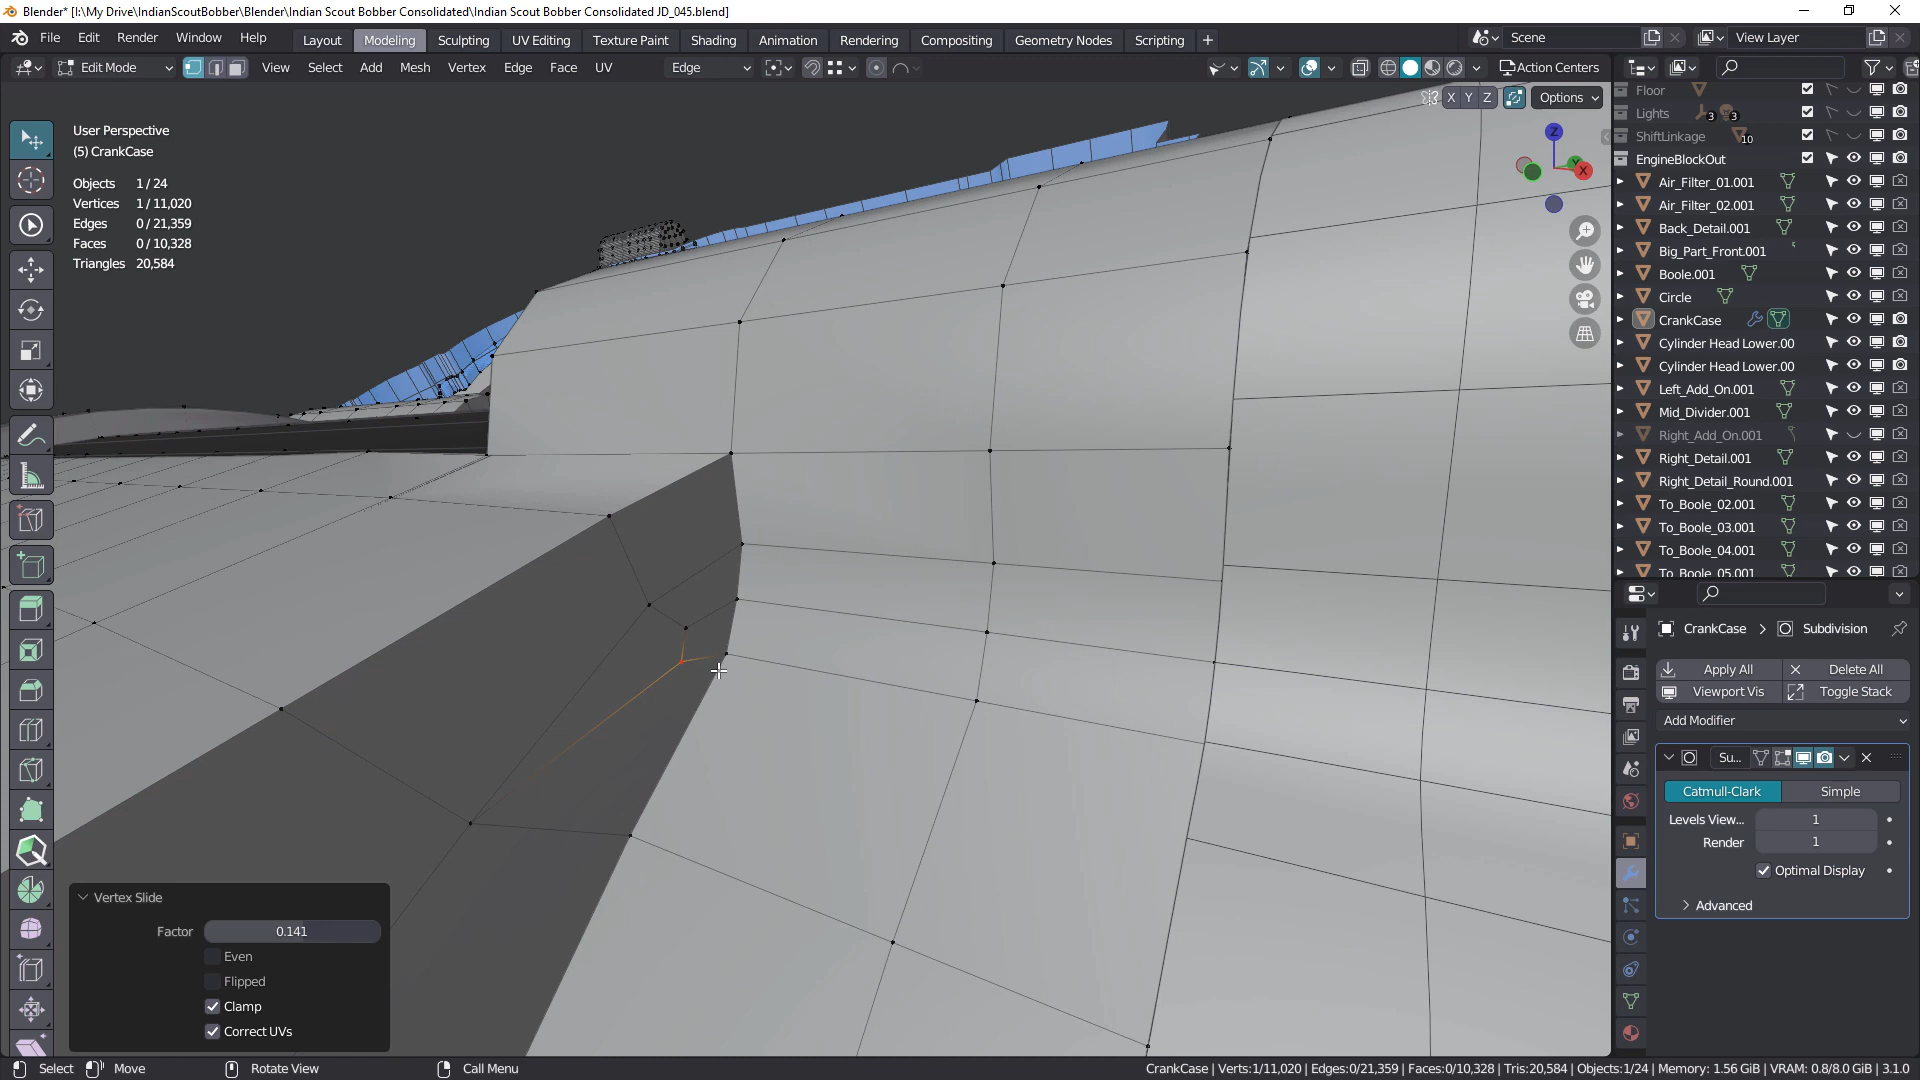 Blender* [I:\My Drive\IndianScoutBobber\Blender\Indian Scout Bobber Consolidated\Indian Scout Bobber Consolidated JD_045.blend]
File Edit Render Window Help Layout Modeling Sculpting UV Editing Texture Paint Shading Animation Rendering Compositing Geometry Nodes Scripting + Scene View Layer
Edit Mode View Select Add Mesh Vertex Edge Face UV Edge Action Centers
X Y Z Options
User Perspective
(5) CrankCase
Objects 1 / 24
Vertices 1 / 11,020
Edges 0 / 21,359
Faces 0 / 10,328
Triangles 20,584
Z
Y
X
Floor
Lights 3 3
ShiftLinkage 10
EngineBlockOut
Air_Filter_01.001
Air_Filter_02.001
Back_Detail.001
Big_Part_Front.001
Boole.001
Circle
CrankCase
Cylinder Head Lower.00
Cylinder Head Lower.00
Left_Add_On.001
Mid_Divider.001
Right_Add_On.001
Right_Detail.001
Right_Detail_Round.001
To_Boole_02.001
To_Boole_03.001
To_Boole_04.001
To_Boole_05.001
CrankCase > Subdivision
Apply All Delete All
Viewport Vis Toggle Stack
Add Modifier
Su...
Catmull-Clark Simple
Levels View... 1
Render 1
Optimal Display
Advanced
Vertex Slide
Factor 0.141
Even
Flipped
Clamp
Correct UVs
Select Move Rotate View Call Menu
CrankCase | Verts:1/11,020 | Edges:0/21,359 | Faces:0/10,328 | Tris:20,584 | Objects:1/24 | Memory: 1.56 GiB | VRAM: 0.8/8.0 GiB | 3.1.0